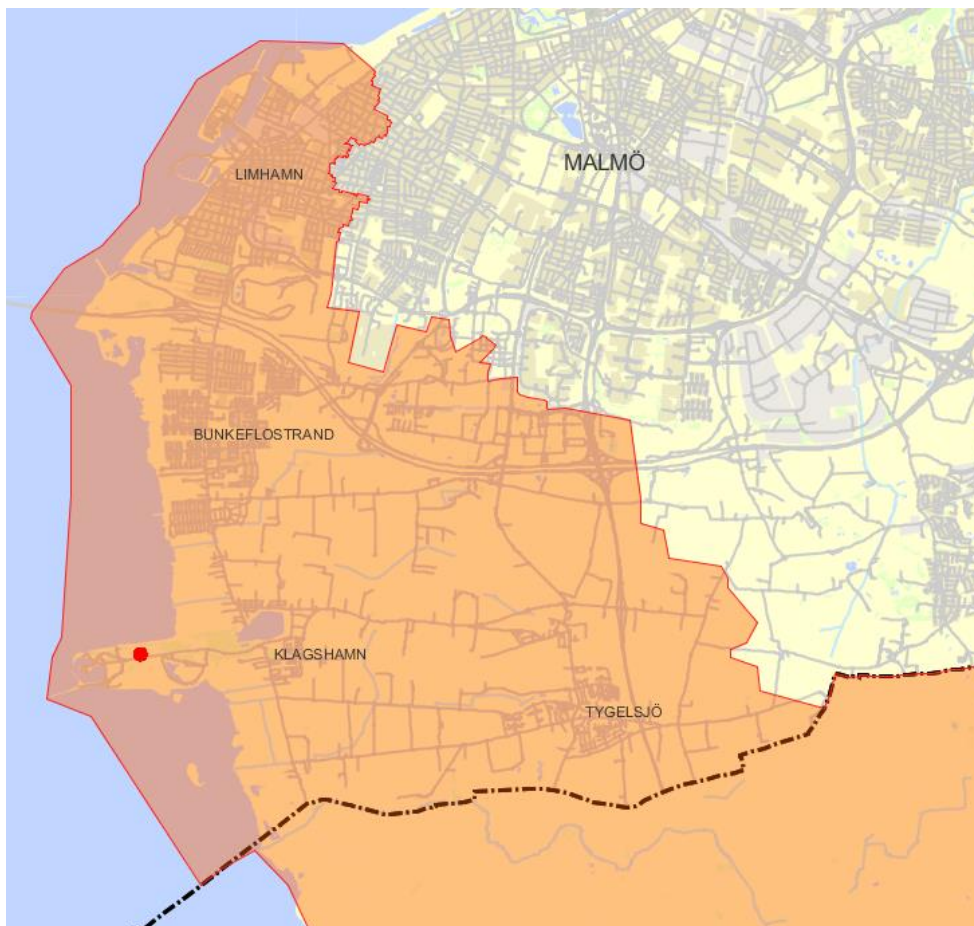 MALMÖ
LIMHAMN
BUNKEFLOSTRAND
KLAGSHAMN
TYGELSJÖ